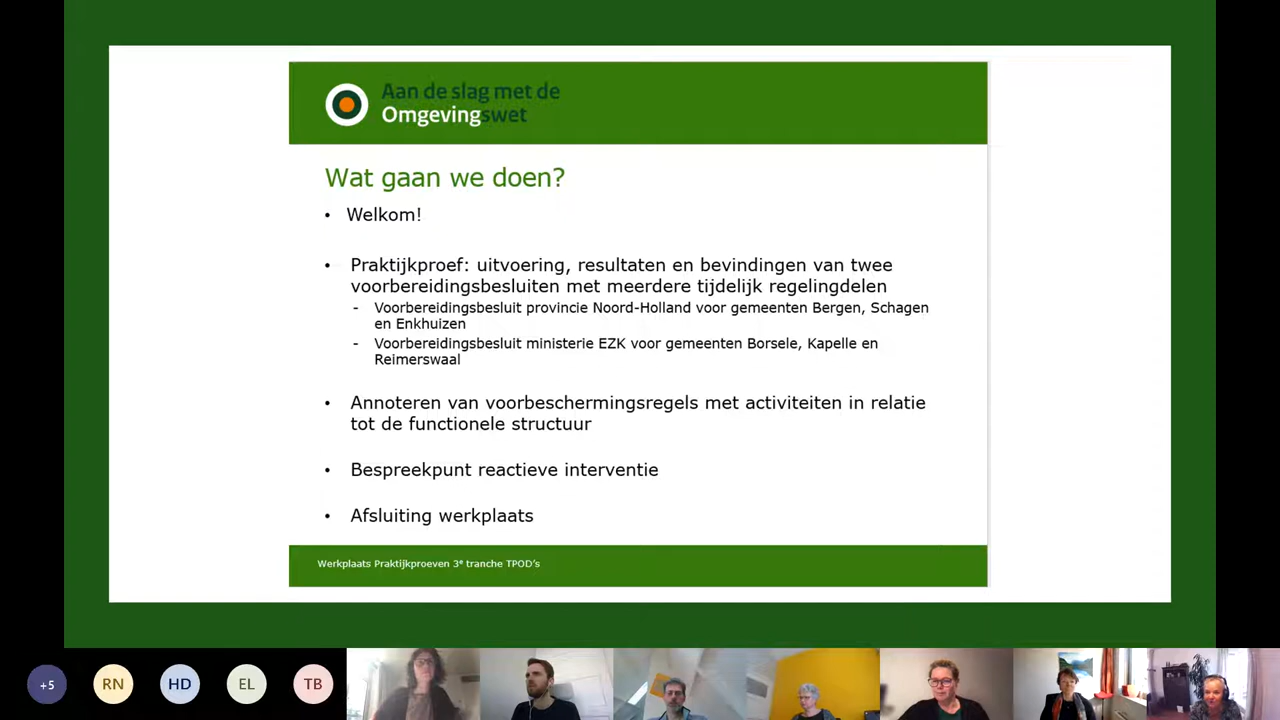 Aan de slag met de
Omgevingswet
Wat gaan we doen?
• Welkom!
• Praktijkproef: uitvoering, resultaten en bevindingen van twee
voorbereidingsbesluiten met meerdere tijdelijk regelingdelen
- Voorbereidingsbesluit provincie Noord-Holland voor gemeenten Bergen, Schagen
en Enkhuizen
- Voorbereidingsbesluit ministerie EZK voor gemeenten Borsele, Kapelle en
Reimerswaal
• Annoteren van voorbeschermingsregels met activiteiten in relatie
tot de functionele structuur
• Bespreekpunt reactieve interventie
• Afsluiting werkplaats
Werkplaats Praktijkproeven 3e tranche TPOD's
+5 RN HD EL TB